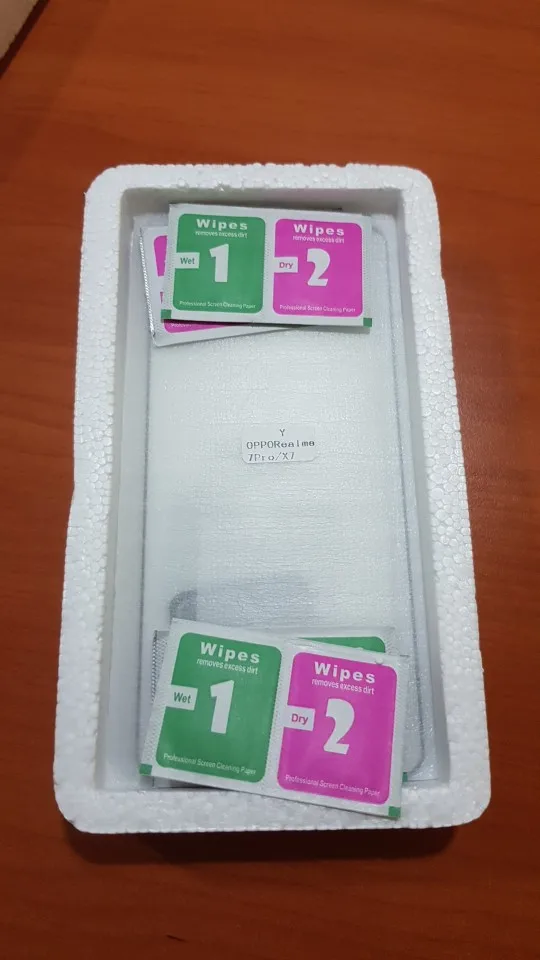 Wipes
removes excess dirt
Wet
1
Professional Screen Cleaning Paper
Wipes
removes excess dirt
Dry
2
Professional Screen Cleaning Paper
Y
OPPORealme
7Pro/X7
Wipes
removes excess dirt
Wet
1
Professional Screen Cleaning Paper
Wipes
removes excess dirt
Dry
2
Professional Screen Cleaning Paper